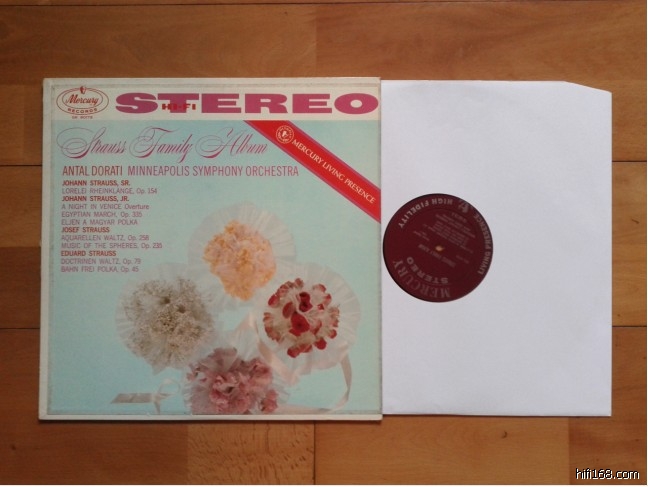 Mercury
RECORDS
STEREO
HI-FI
Strauss Family Album
MERCURY LIVING PRESENCE
ANTAL DORATI MINNEAPOLIS SYMPHONY ORCHESTRA
JOHANN STRAUSS, SR.
LORELEI RHEINKLÄNGE, Op. 154
JOHANN STRAUSS, JR.
A NIGHT IN VENICE Overture
EGYPTIAN MARCH, Op. 335
ELJEN A MAGYAR POLKA
JOSEF STRAUSS
AQUARELLEN WALTZ, Op. 258
MUSIC OF THE SPHERES, Op. 235
EDUARD STRAUSS
DOCTRINEN WALTZ, Op. 79
BAHN FREI POLKA, Op. 45
MERCURY
STEREO
LIVING PRESENCE
HIGH FIDELITY
hifi168.com